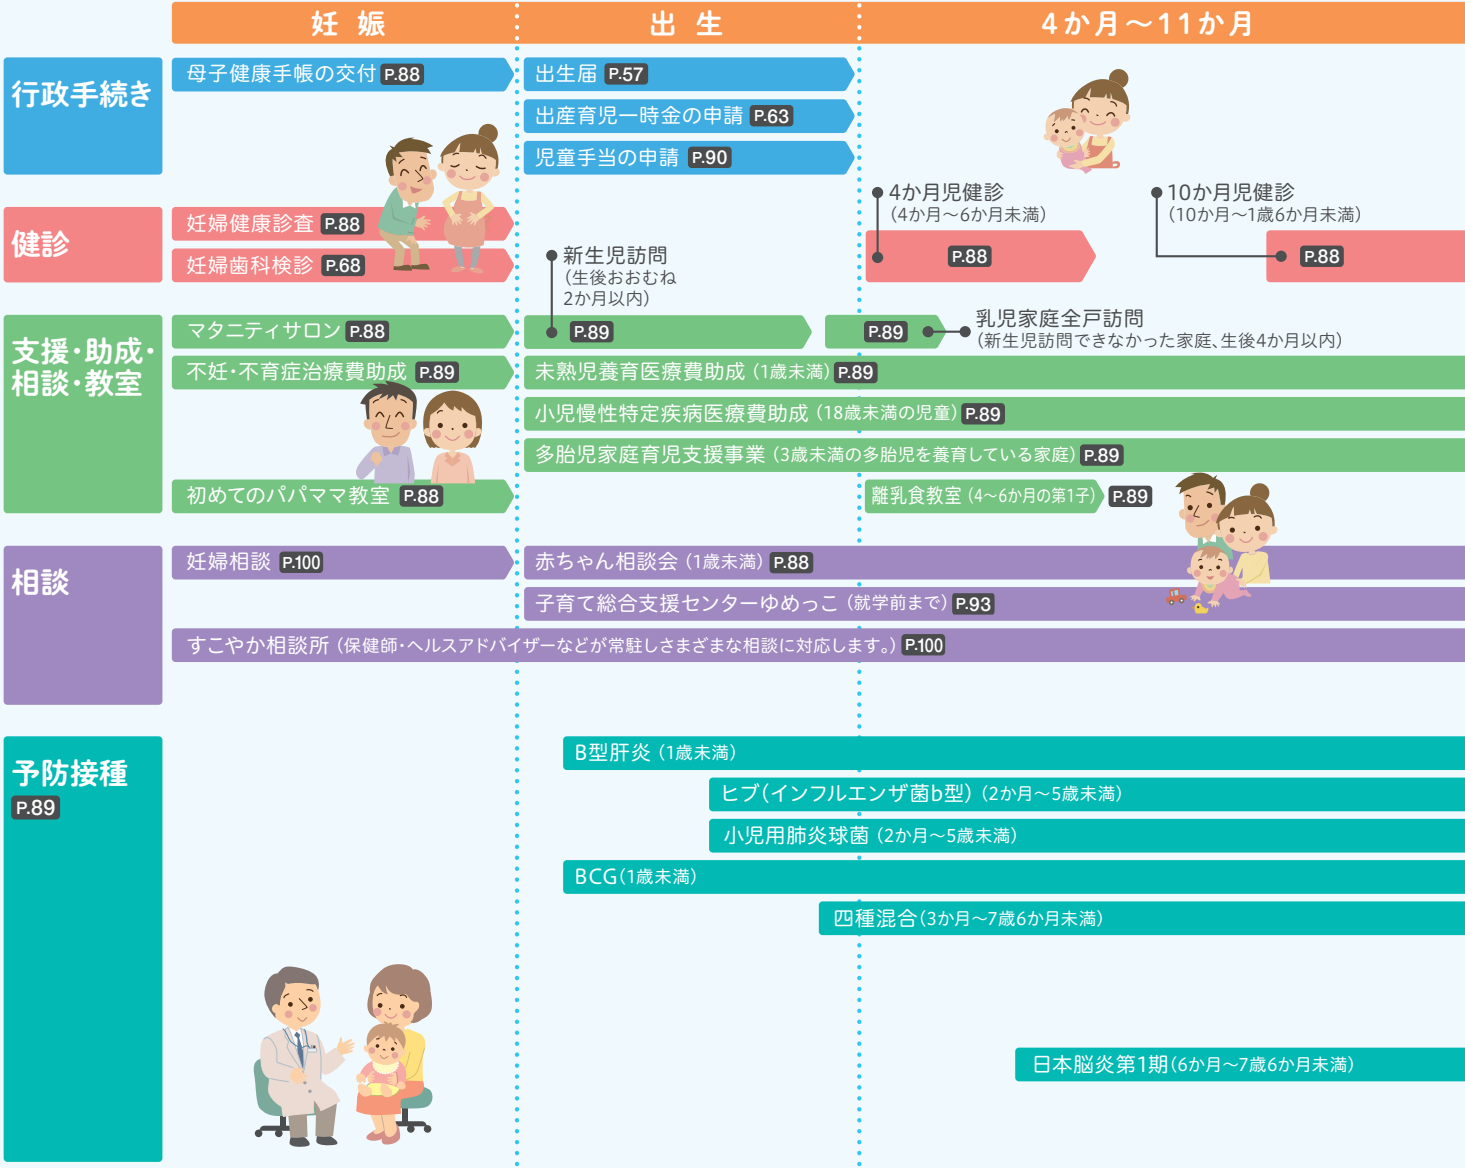 妊娠
出生
4か月～11か月
行政手続き
母子健康手帳の交付 P.88
出生届 P.57
出産育児一時金の申請 P.63
児童手当の申請 P.90
健診
妊婦健康診査 P.88
妊婦歯科検診 P.68
4か月児健診
（4か月～6か月未満）
P.88
10か月児健診
（10か月～1歳6か月未満）
P.88
支援・助成・
相談・教室
マタニティサロン P.88
新生児訪問
（生後おおむね
2か月以内）
P.89
P.89
乳児家庭全戸訪問
（新生児訪問できなかった家庭、生後4か月以内）
不妊・不育症治療費助成 P.89
未熟児養育医療費助成（1歳未満） P.89
小児慢性特定疾病医療費助成（18歳未満の児童） P.89
多胎児家庭育児支援事業（3歳未満の多胎児を養育している家庭） P.89
初めてのパパママ教室 P.88
離乳食教室（4～6か月の第1子） P.89
相談
妊婦相談 P.100
赤ちゃん相談会（1歳未満） P.88
子育て総合支援センターゆめっこ（就学前まで） P.93
すこやか相談所（保健師・ヘルスアドバイザーなどが常駐しさまざまな相談に対応します。） P.100
予防接種
P.89
B型肝炎（1歳未満）
ヒブ（インフルエンザ菌b型）（2か月～5歳未満）
小児用肺炎球菌（2か月～5歳未満）
BCG（1歳未満）
四種混合（3か月～7歳6か月未満）
日本脳炎第1期（6か月～7歳6か月未満）